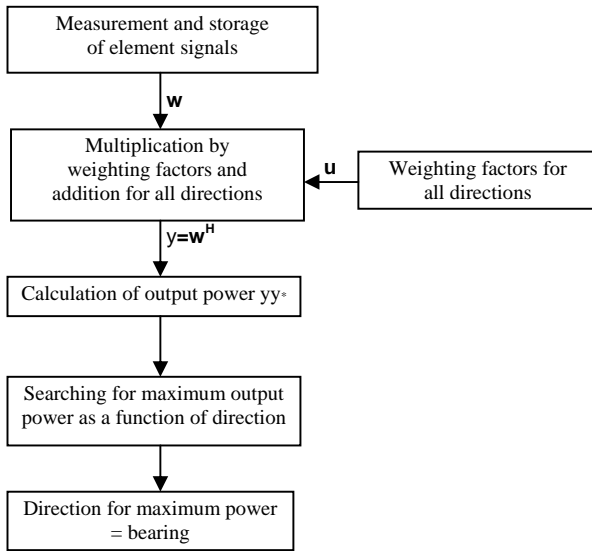 Measurement and storage
of element signals
w
Multiplication by
weighting factors and
addition for all directions
u
Weighting factors for
all directions
y=w^H
Calculation of output power yy*
Searching for maximum output
power as a function of direction
Direction for maximum power
= bearing